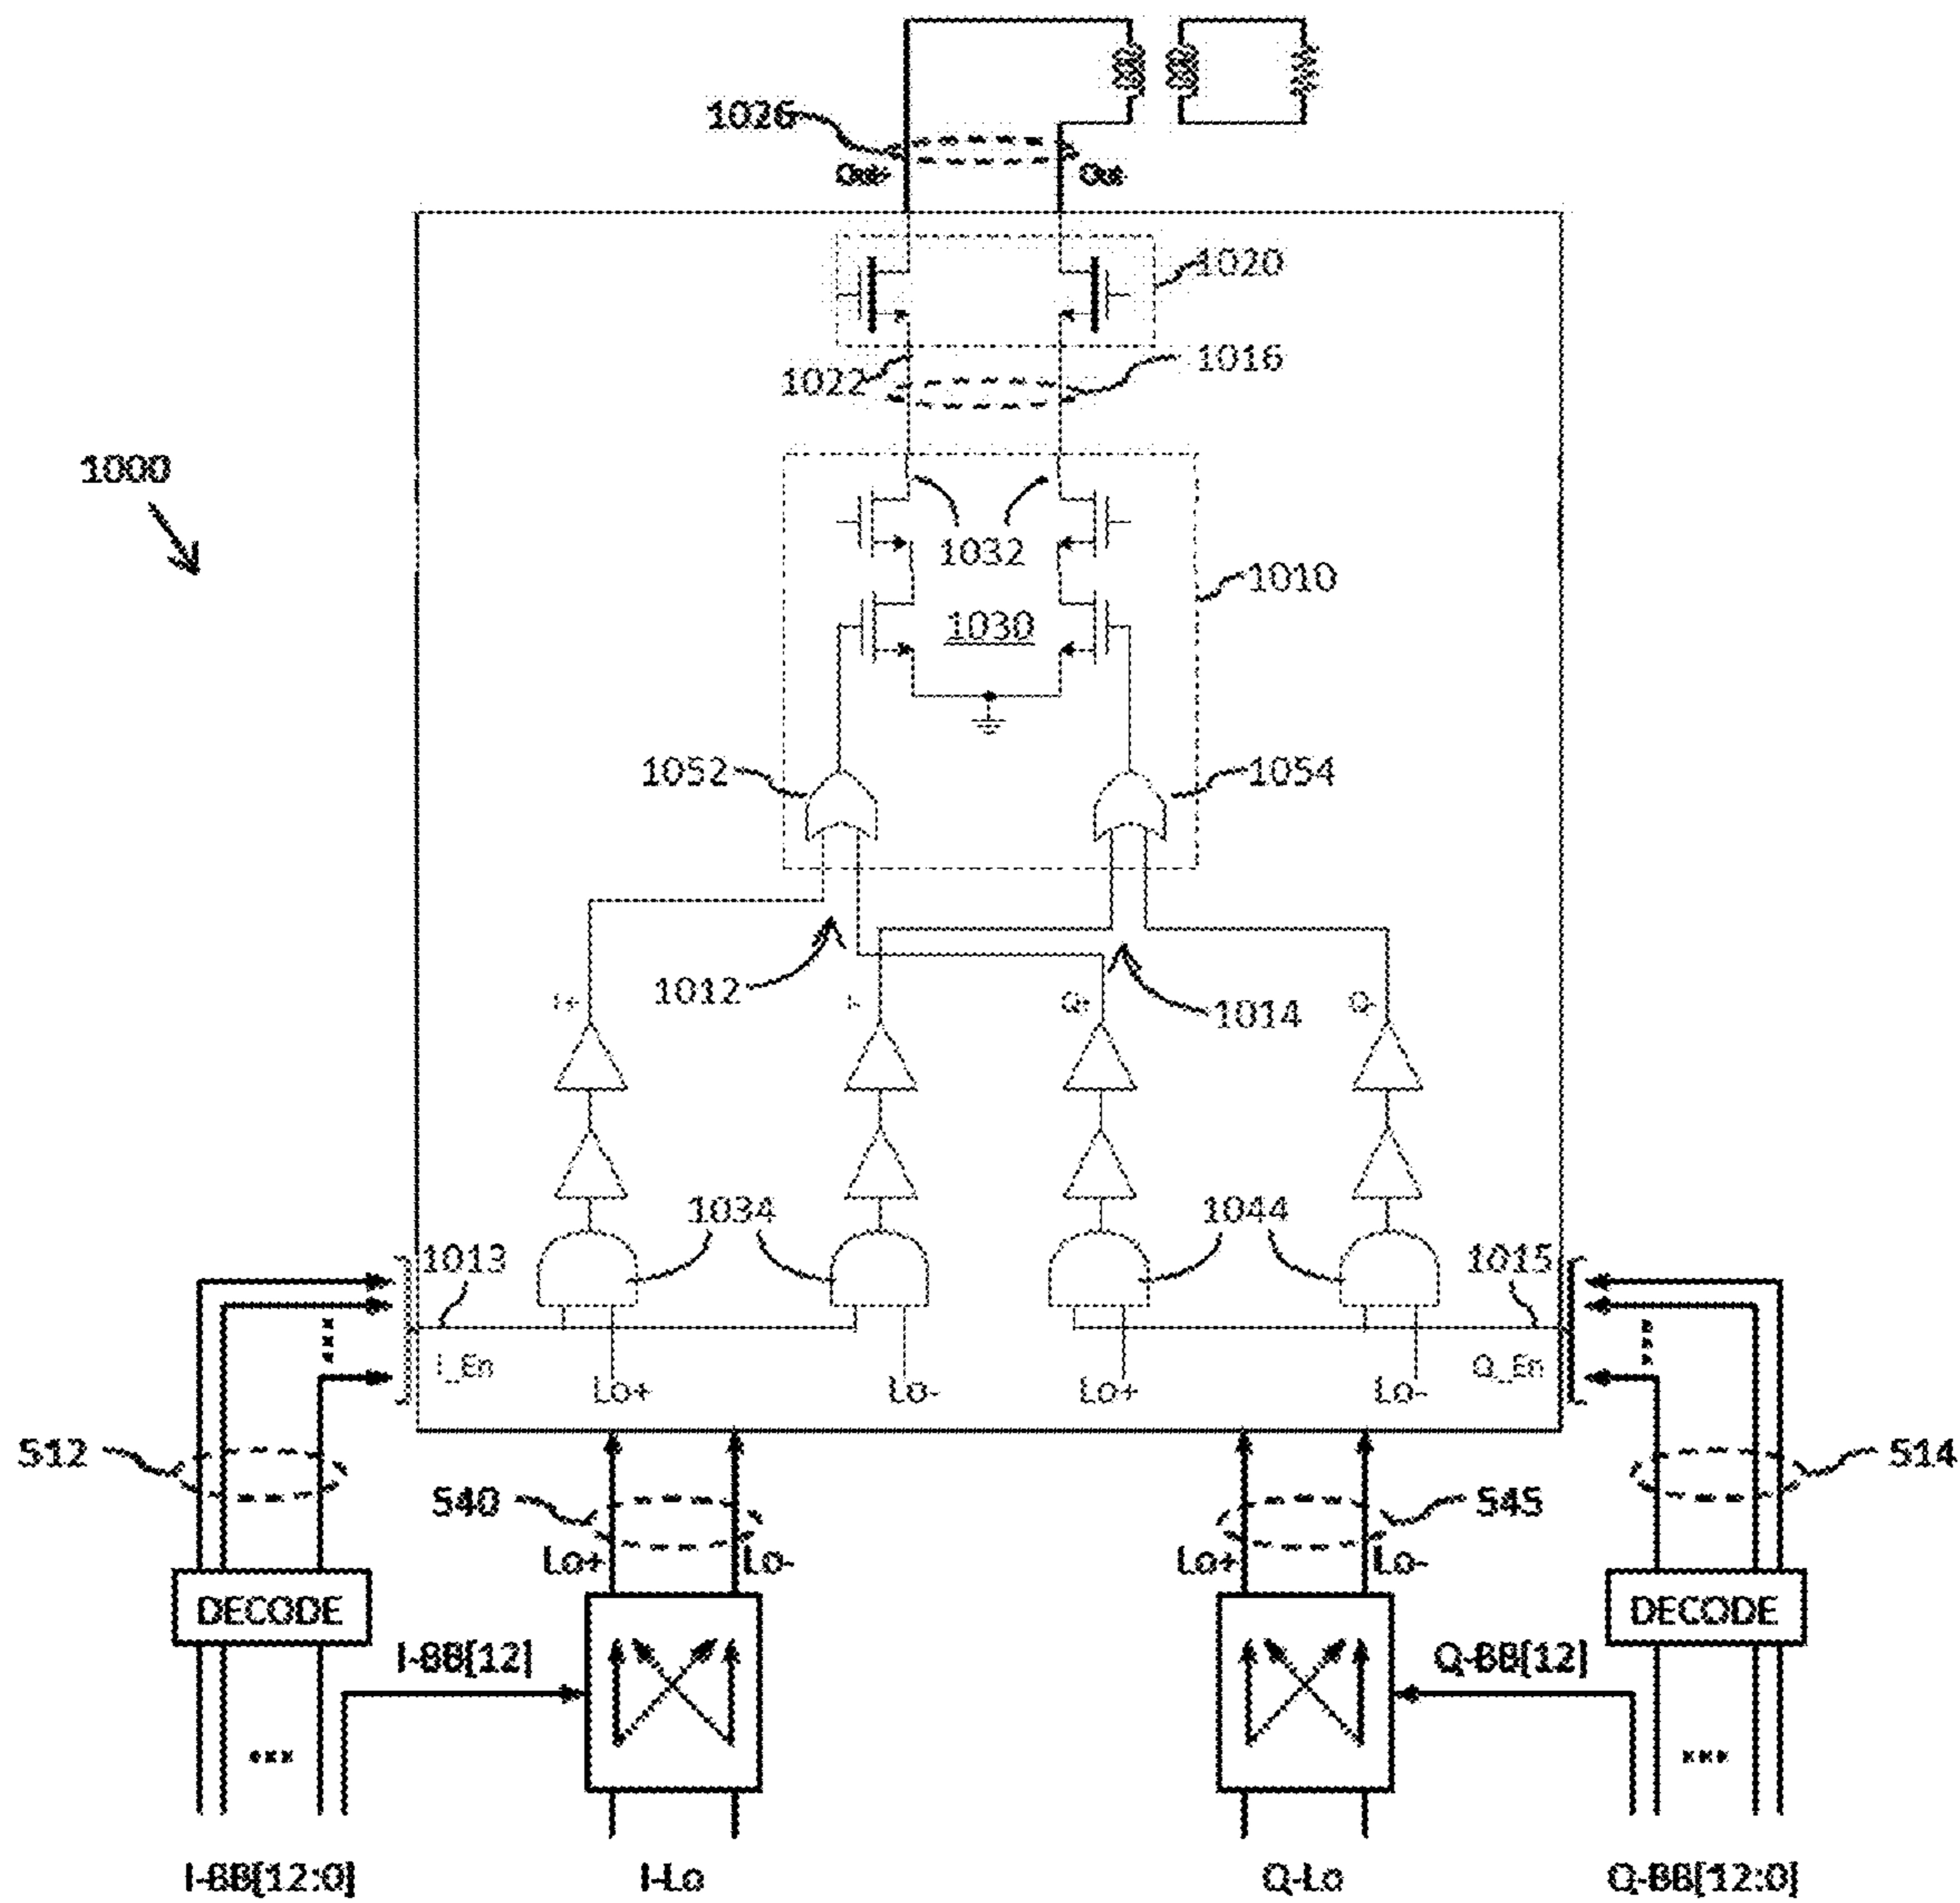 1026
Out+
Out-
1020
1022
1016
1000
1032
1010
1030
1052
1054
1012
1014
I+
I-
Q+
Q-
1034
1044
1013
1015
I_En
Q_En
Lo+
Lo-
Lo+
Lo-
512
514
540
545
Lo+
Lo-
Lo+
Lo-
DECODE
DECODE
I-BB[12]
Q-BB[12]
...
...
I-BB[12:0]
I-Lo
Q-Lo
Q-BB[12:0]